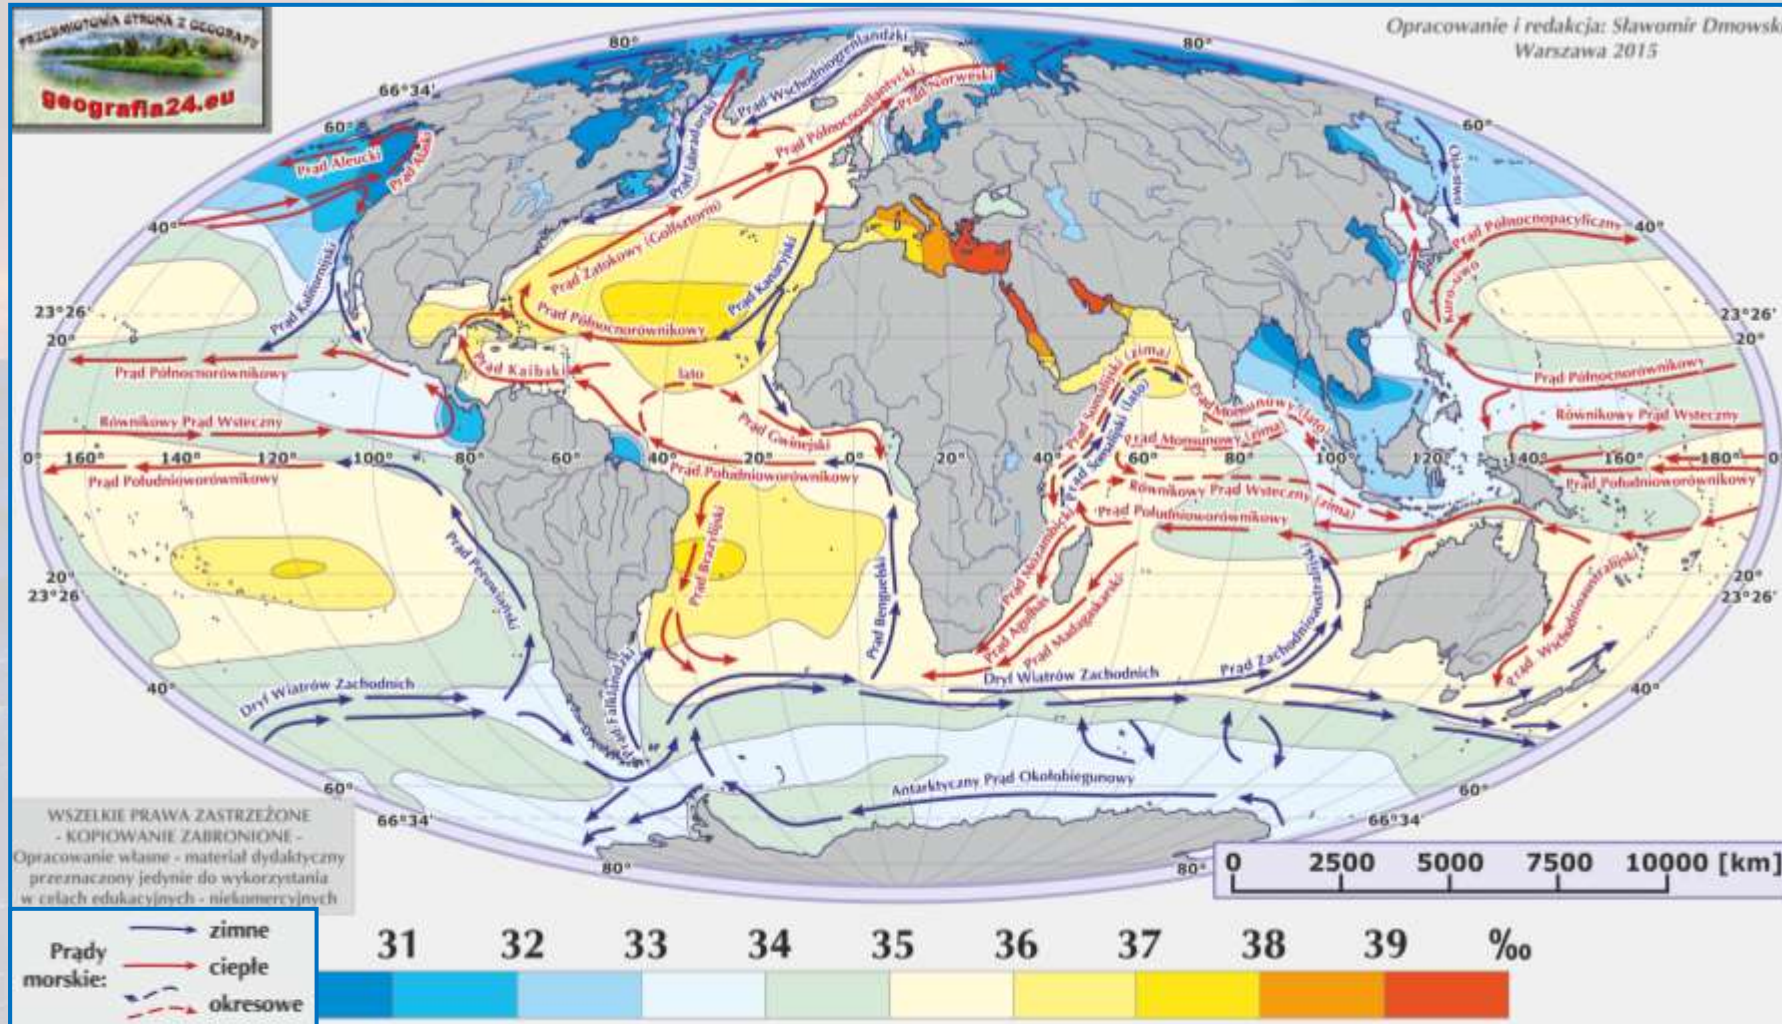 PRZEDMIOTOWA STRONA Z GEOGRAFII
geografia24.eu
Opracowanie i redakcja: Sławomir Dmowski
Warszawa 2015
80°
80°
66°34'
60°
60°
40°
40°
23°26'
23°26'
20°
20°
0°
160°
140°
120°
100°
80°
60°
40°
20°
0°
20°
40°
60°
80°
100°
120°
140°
160°
0°
20°
20°
23°26'
23°26'
40°
40°
60°
60°
66°34'
66°34'
80°
80°
Prąd Wschodniogrenlandzki
Prąd Północnoatlantycki
Prąd Norweski
Prąd Labradorski
Prąd Aleucki
Prąd Alaski
Oja-siwo
Prąd Zatokowy (Golfsztorm)
Prąd Północnopacyficzny
Prąd Kalifornijski
Prąd Kanaryjski
Kuro-siwo
Prąd Północnorównikowy
Prąd Północnorównikowy
Prąd Kaibski
lato
Prąd Somalijski (zima)
Prąd Somalijski (lato)
Prąd Monsunowy (lato)
Prąd Północnorównikowy
Równikowy Prąd Wsteczny
Prąd Gwinejski
Prąd Monsunowy (zima)
Równikowy Prąd Wsteczny
Prąd Południoworównikowy
Prąd Południoworównikowy
Równikowy Prąd Wsteczny (zima)
Prąd Południoworównikowy
Prąd Południoworównikowy
Prąd Peruwiański
Prąd Brazylijski
Prąd Benguelski
Prąd Mozambicki
Prąd Agulhas
Prąd Madagaskarski
Prąd Zachodnioaustralijski
Prąd Wschodnioaustralijski
Prąd Falklandzki
Dryf Wiatrów Zachodnich
Dryf Wiatrów Zachodnich
Antarktyczny Prąd Okołobiegunowy
WSZELKIE PRAWA ZASTRZEŻONE
- KOPIOWANIE ZABRONIONE -
Opracowanie własne - materiał dydaktyczny
przeznaczony jedynie do wykorzystania
w celach edukacyjnych - niekomercyjnych
0 2500 5000 7500 10000 [km]
Prądy
morskie:
zimne
ciepłe
okresowe
31 32 33 34 35 36 37 38 39 ‰